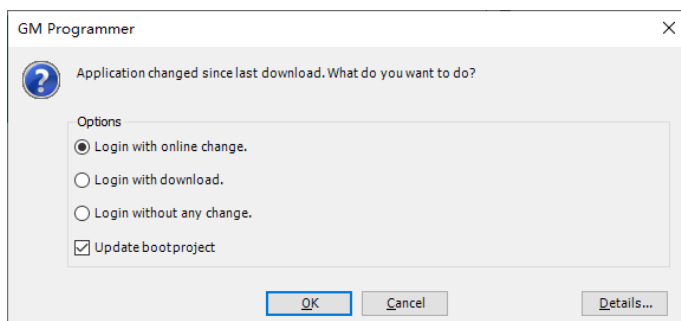 GM Programmer
Application changed since last download. What do you want to do?
Options
Login with online change.
Login with download.
Login without any change.
Update bootproject
OK
Cancel
Details...